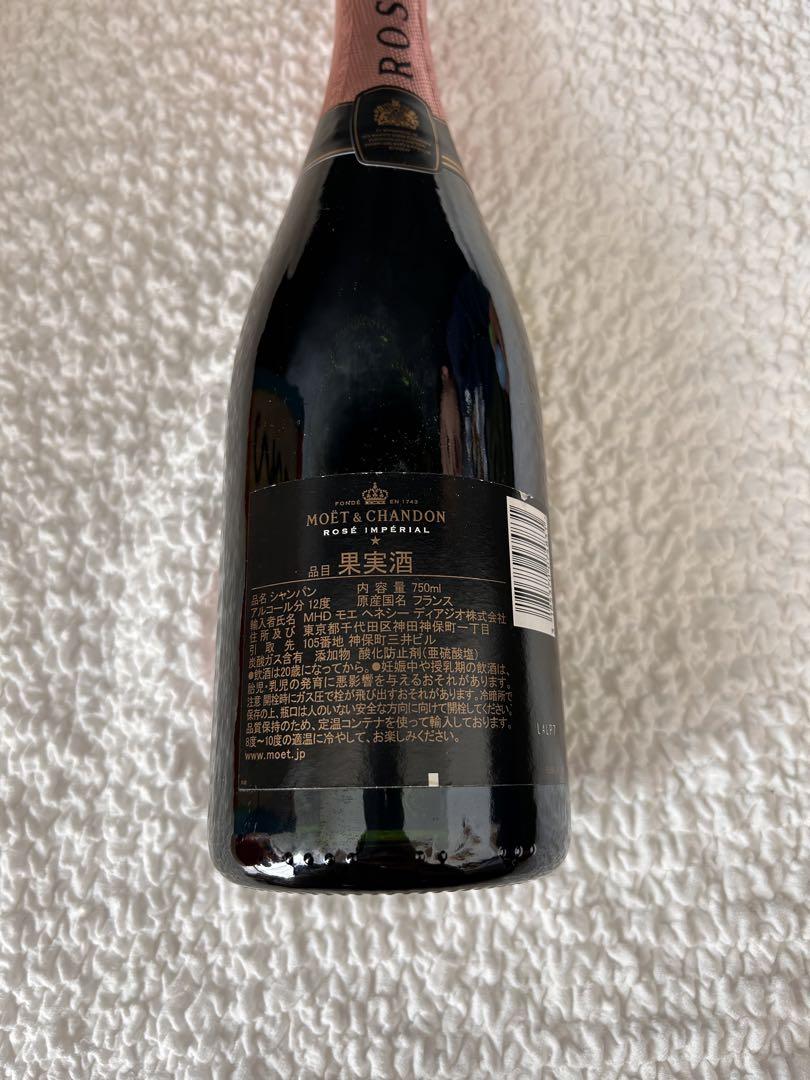 ROS
FONDÉ EN 1743
MOËT & CHANDON
ROSÉ IMPÉRIAL
品目 果実酒
品名 シャンパン 内容量 750ml
アルコール分 12度 原産国名 フランス
輸入者氏名 MHD モエ ヘネシー ディアジオ株式会社
住所及び 東京都千代田区神田神保町一丁目
引取先 105番地 神保町三井ビル
炭酸ガス含有 添加物 酸化防止剤(亜硫酸塩)
●飲酒は20歳になってから。●妊娠中や授乳期の飲酒は、
胎児・乳児の発育に悪影響を与えるおそれがあります。
注意 開栓時にガス圧で栓が飛び出すおそれがあります。冷暗所で
保存の上、瓶口は人のいない安全な方向に向けて開栓してください。
品質保持のため、定温コンテナを使って輸入しております。
8度〜10度の適温に冷やして、お楽しみください。
www.moet.jp
LALPT